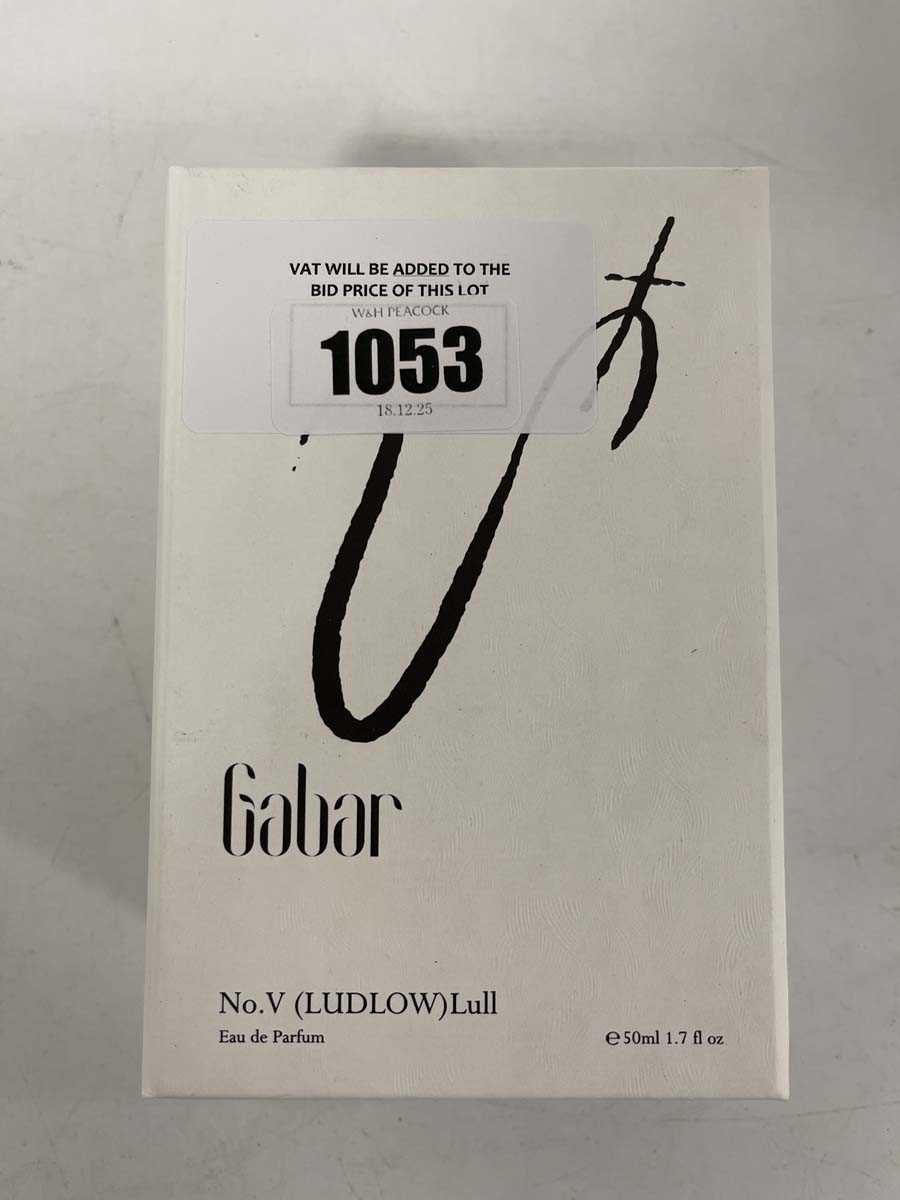 VAT WILL BE ADDED TO THE
BID PRICE OF THIS LOT
W&H PEACOCK
1053
18.12.25
Gabar
No.V (LUDLOW)Lull
Eau de Parfum
℮50ml 1.7 fl oz